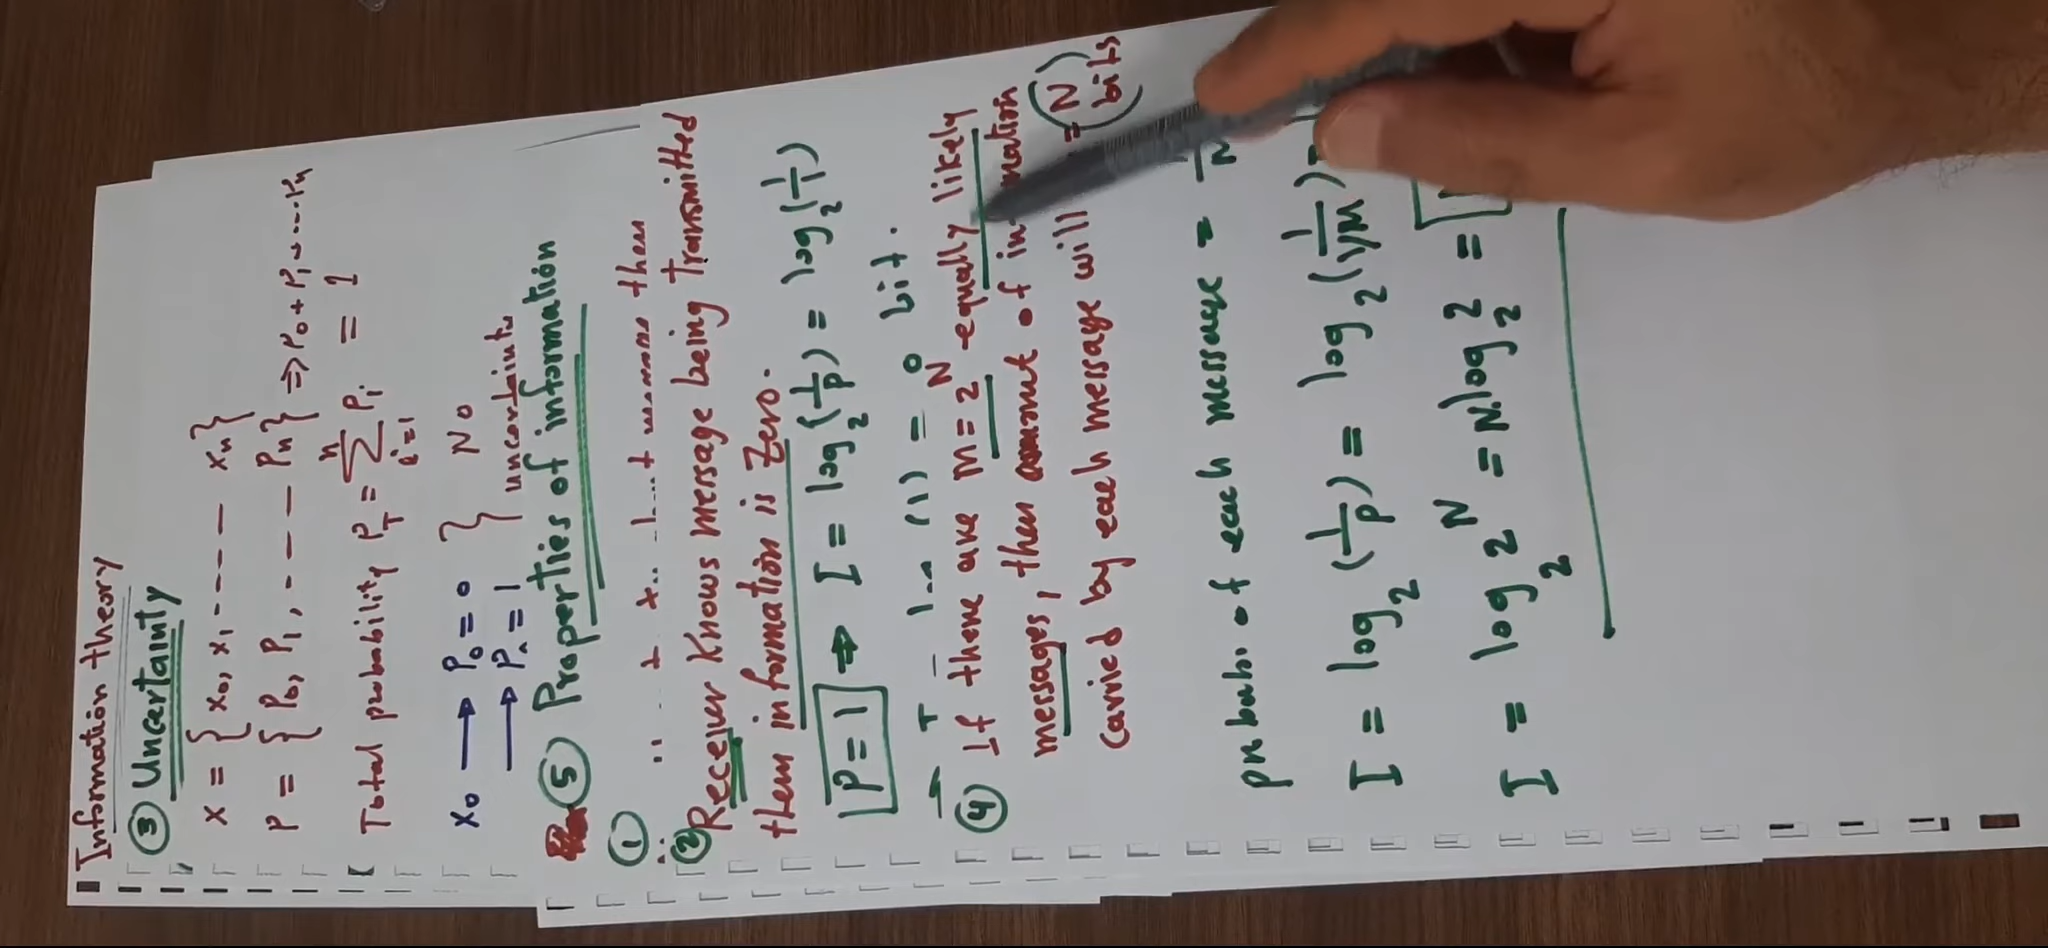 Information theory
③ Uncertainty
X = { x₀, x₁, - - - - xₙ}
P = { P₀, P₁, - - - Pₙ} ⇒ P₀ + P₁ ... Pₙ
Total probability P_T = Σⁿᵢ₌₁ Pᵢ = 1
x₀ → P₀ = 0 } No
→ Pₙ = 1 uncertainty
⑤ Properties of information
①
② Receiver Knows message being Transmitted
then information is Zero.
P = 1 ⇒ I = log₂(1/P) = log₂(1/1)
(1) = 0 bit.
④ If there are M = 2ᴺ equally likely
messages, then amount of
carried by each message will = (N) bits
probab. of each message =
I = log₂ (1/P) = log₂ (1/1/M) =
I = log₂ 2ᴺ = N log₂ 2 =